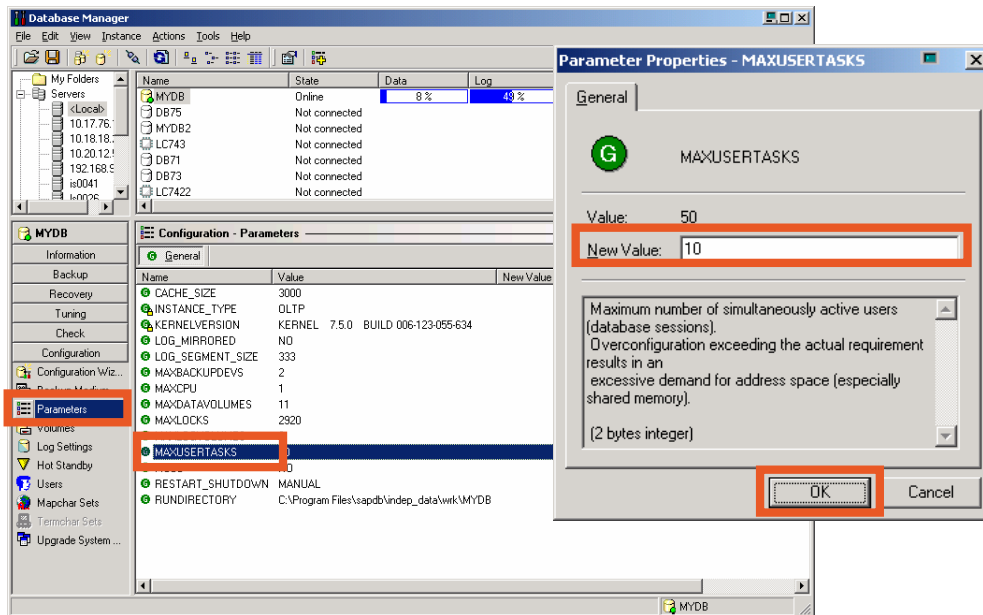 Database Manager
File Edit View Instance Actions Tools Help
My Folders
Servers
<Local>
10.17.76.
10.18.18.
10.20.12.
192.168.9
is0041
Name State Data Log
MYDB Online 8 % 49 %
DB75 Not connected
MYDB2 Not connected
LC743 Not connected
DB71 Not connected
DB73 Not connected
LC7422 Not connected
MYDB
Information
Backup
Recovery
Tuning
Check
Configuration
Configuration Wiz...
Parameters
Volumes
Log Settings
Hot Standby
Users
Mapchar Sets
Termchar Sets
Upgrade System ...
Configuration - Parameters
General
Name Value New Value
CACHE_SIZE 3000
INSTANCE_TYPE OLTP
KERNELVERSION KERNEL 7.5.0 BUILD 006-123-055-634
LOG_MIRRORED NO
LOG_SEGMENT_SIZE 333
MAXBACKUPDEVS 2
MAXCPU 1
MAXDATAVOLUMES 11
MAXLOCKS 2920
MAXUSERTASKS
NO
RESTART_SHUTDOWN MANUAL
RUNDIRECTORY C:\Program Files\sapdb\indep_data\wrk\MYDB
MYDB
Parameter Properties - MAXUSERTASKS
General
G MAXUSERTASKS
Value: 50
New Value: 10
Maximum number of simultaneously active users
(database sessions).
Overconfiguration exceeding the actual requirement
results in an
excessive demand for address space (especially
shared memory).
(2 bytes integer)
OK Cancel